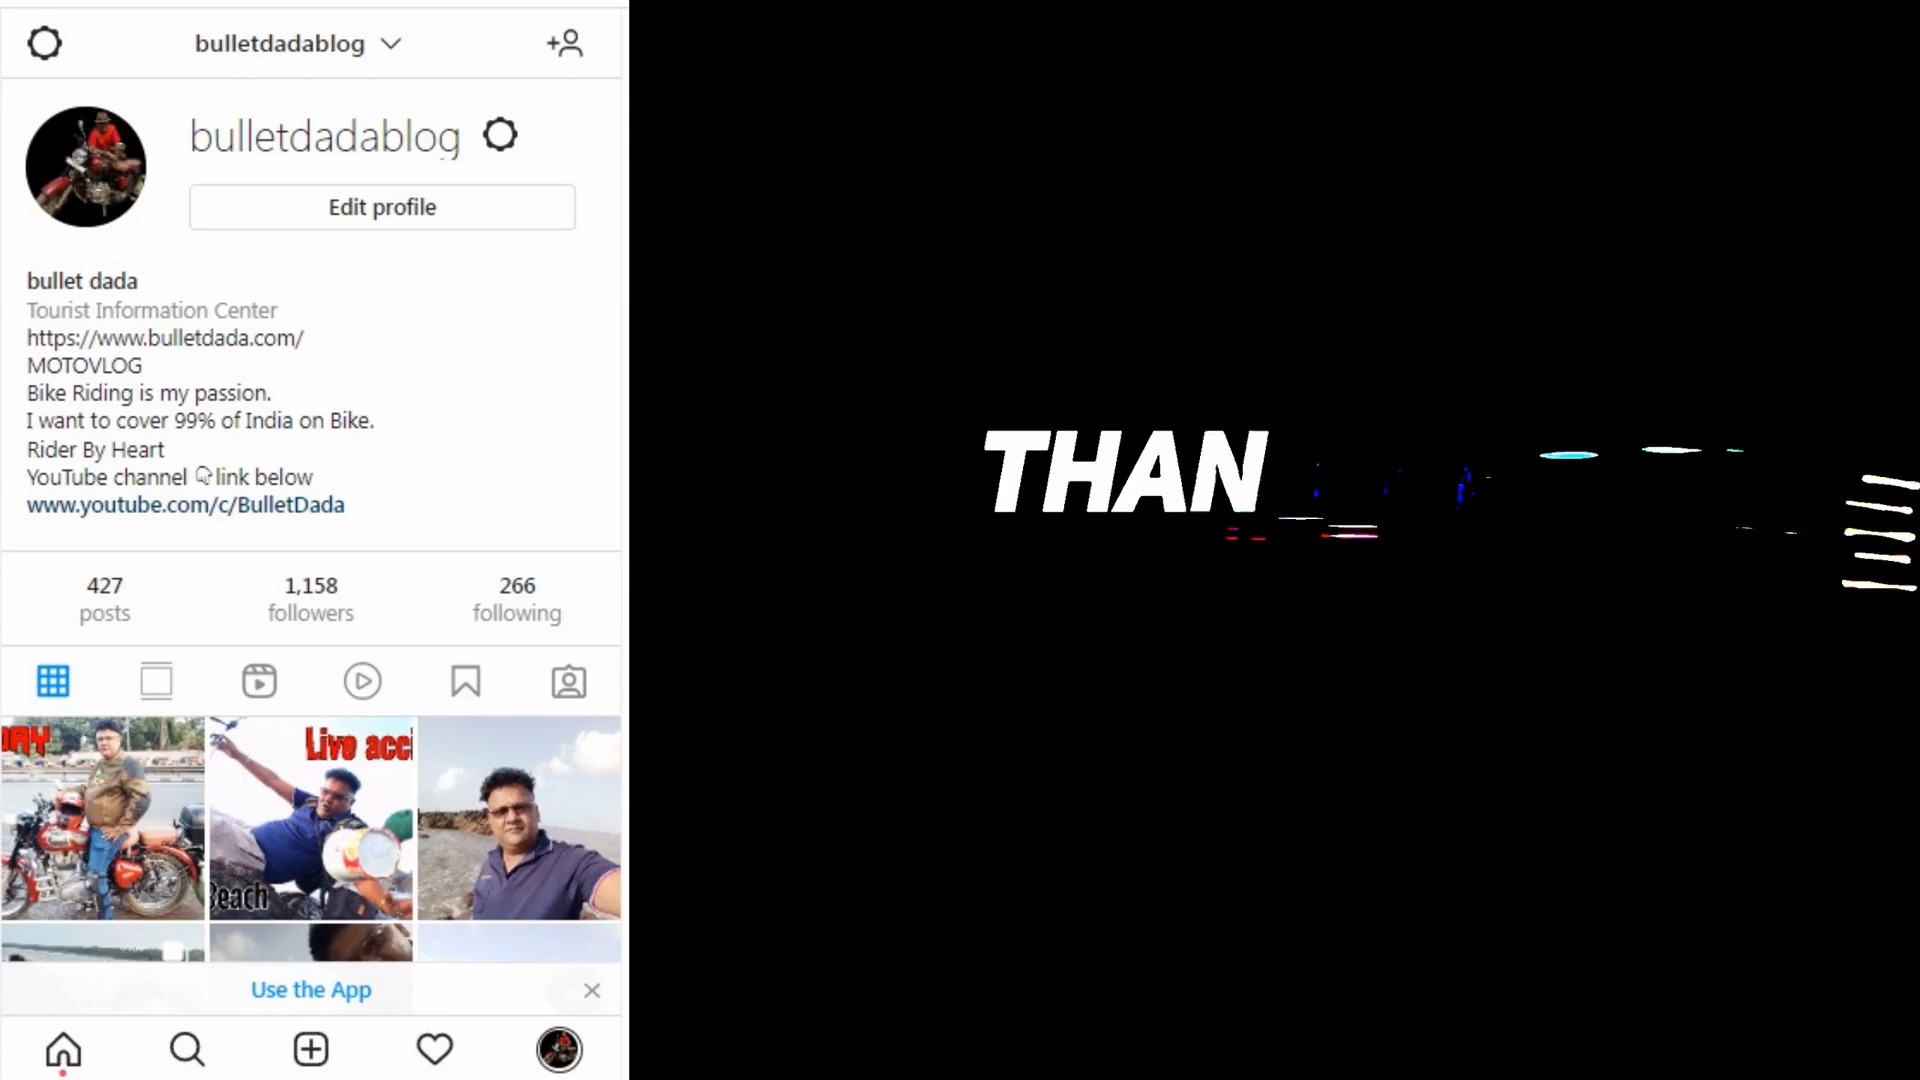 bulletdadablog
bulletdadablog
Edit profile
bullet dada
Tourist Information Center
https://www.bulletdada.com/
MOTOVLOG
Bike Riding is my passion.
I want to cover 99% of India on Bike.
Rider By Heart
YouTube channel 👇link below
www.youtube.com/c/BulletDada
427 posts
1,158 followers
266 following
DAY
Live acci
Beach
Use the App
THAN